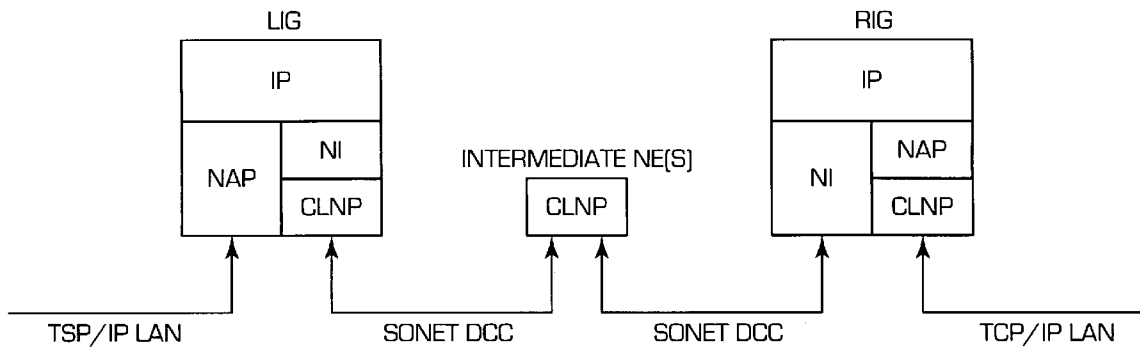 LIG
RIG
IP
IP
NAP
NI
CLNP
INTERMEDIATE NE(S)
CLNP
NI
NAP
CLNP
TSP/IP LAN
SONET DCC
SONET DCC
TCP/IP LAN